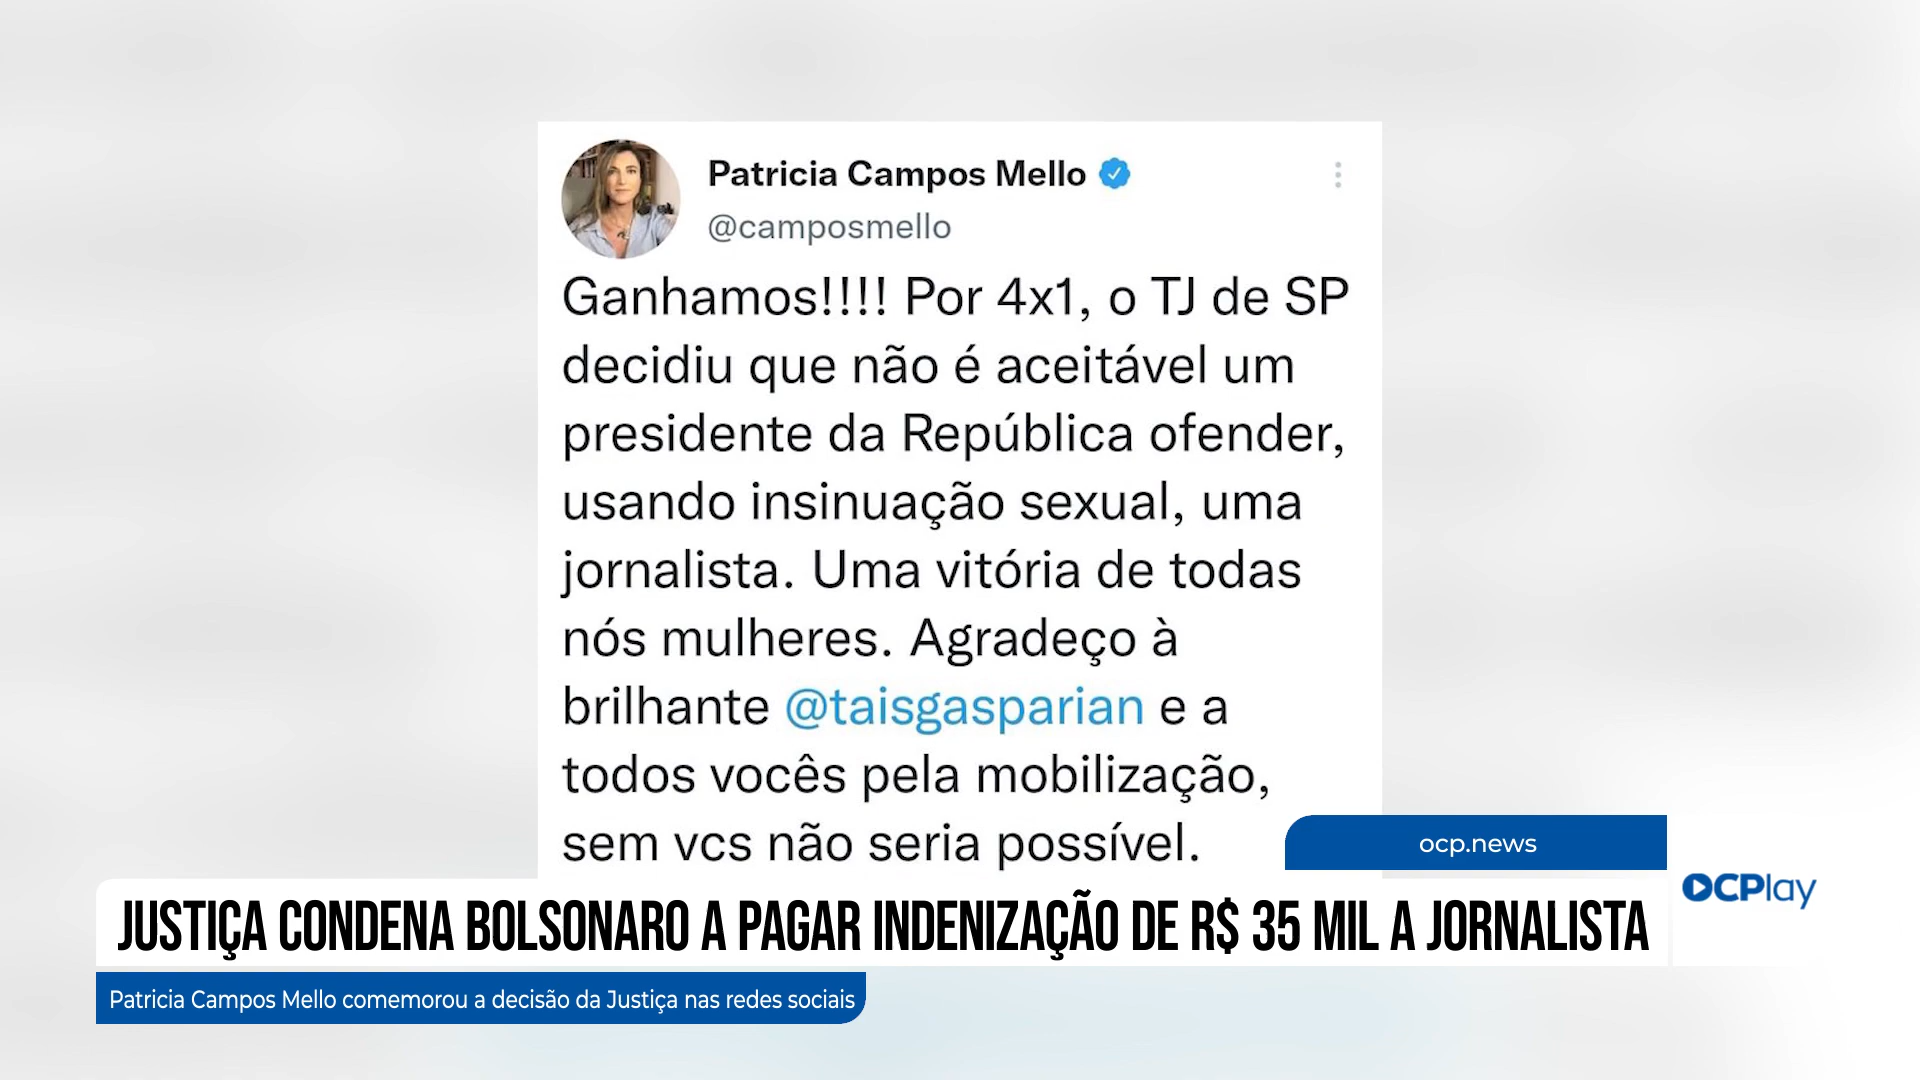 Patricia Campos Mello
@camposmello
Ganhamos!!!! Por 4x1, o TJ de SP
decidiu que não é aceitável um
presidente da República ofender,
usando insinuação sexual, uma
jornalista. Uma vitória de todas
nós mulheres. Agradeço à
brilhante @taisgasparian e a
todos vocês pela mobilização,
sem vcs não seria possível.
ocp.news
OCPlay
JUSTIÇA CONDENA BOLSONARO A PAGAR INDENIZAÇÃO DE R$ 35 MIL A JORNALISTA
Patricia Campos Mello comemorou a decisão da Justiça nas redes sociais